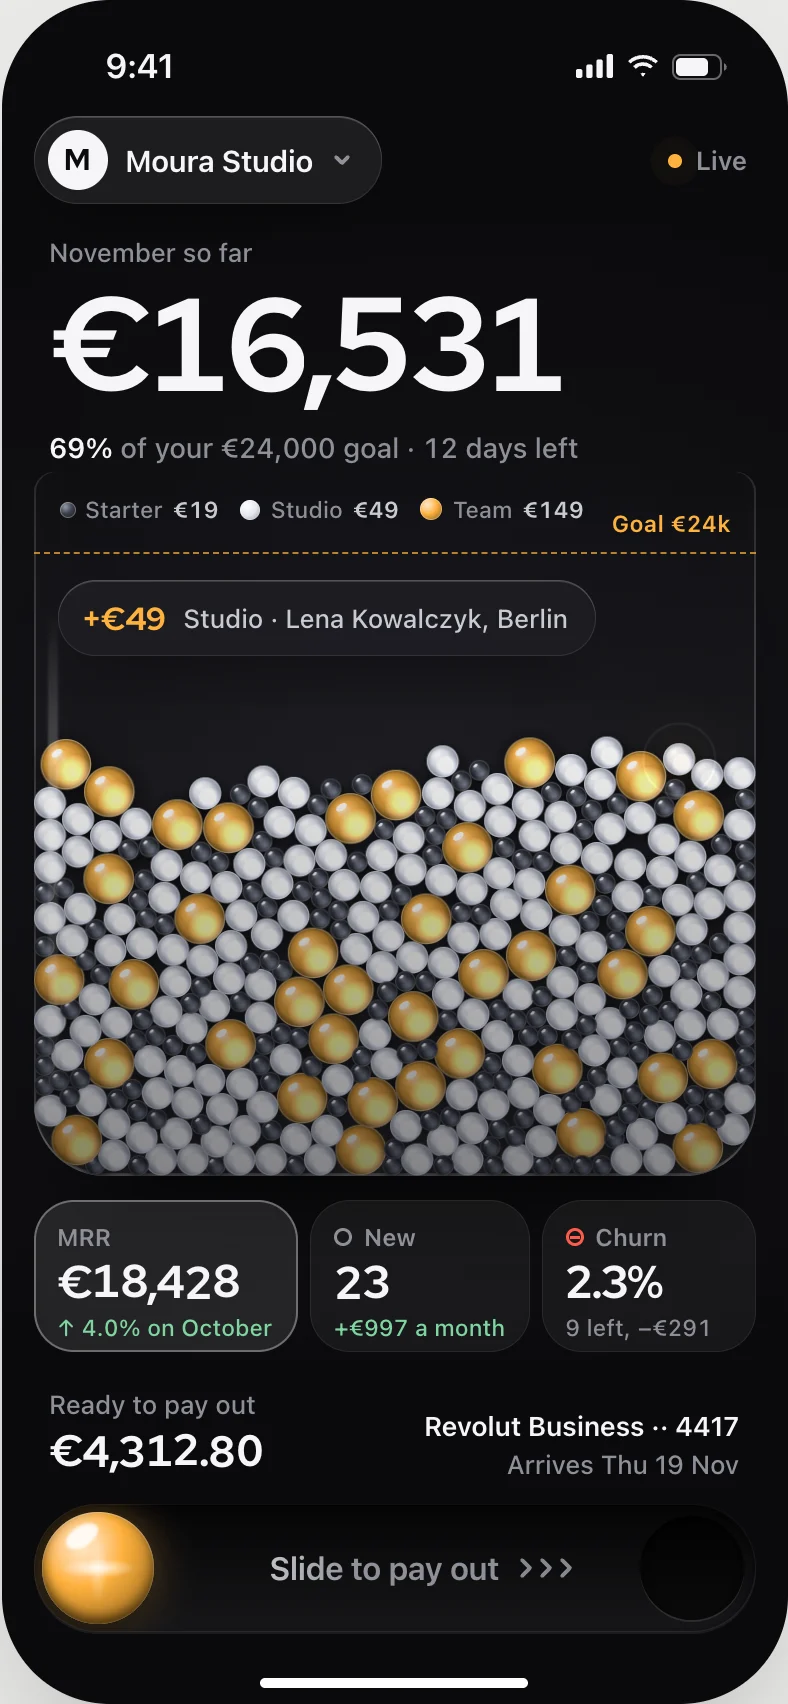 9:41
M Moura Studio
Live
November so far
€16,531
69% of your €24,000 goal · 12 days left
Starter €19 Studio €49 Team €149
Goal €24k
+€49 Studio · Lena Kowalczyk, Berlin
MRR
€18,428
↑ 4.0% on October
New
23
+€997 a month
Churn
2.3%
9 left, −€291
Ready to pay out
€4,312.80
Revolut Business ·· 4417
Arrives Thu 19 Nov
Slide to pay out >>>